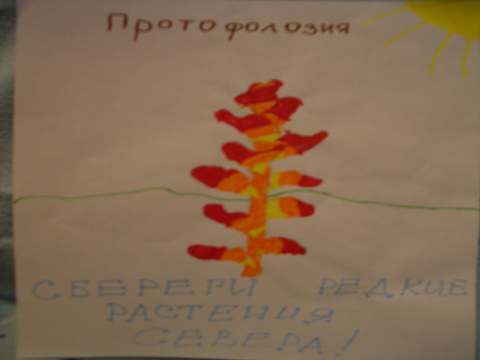 Протофолозия
СБЕРЕГИ РЕДКИЕ
РАСТЕНИЯ
СЕВЕРА!